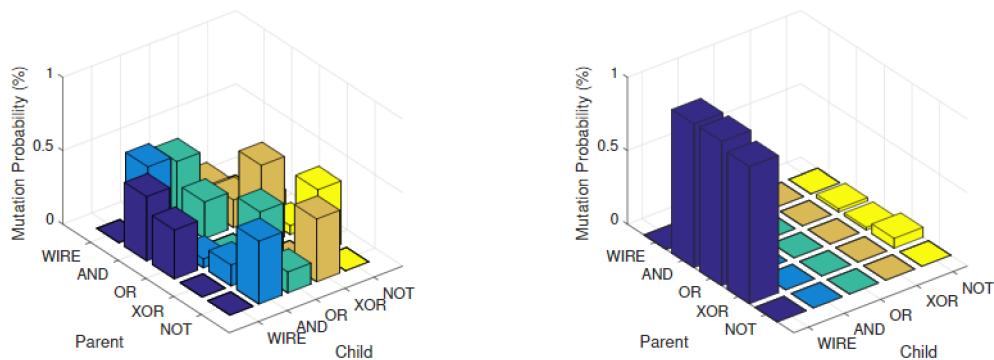 Mutation Probability (%)
1
0.5
0
WIRE
AND
OR
XOR
NOT
Parent
WIRE
AND
OR
XOR
NOT
Child
Mutation Probability (%)
1
0.5
0
WIRE
AND
OR
XOR
NOT
Parent
WIRE
AND
OR
XOR
NOT
Child